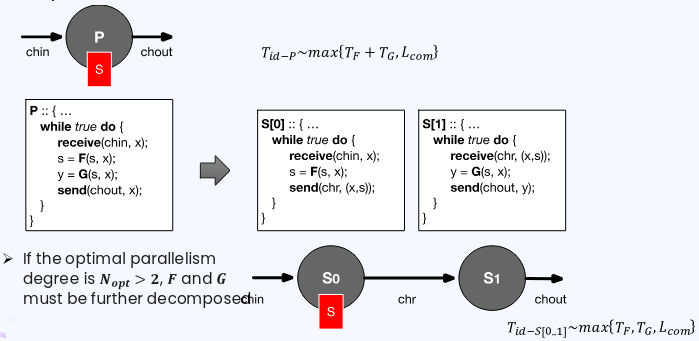 P
chin
chout
S
T_{id-P}~max{T_F + T_G, L_{com}}
P :: { …
while true do {
receive(chin, x);
s = F(s, x);
y = G(s, x);
send(chout, x);
}
}
S[0] :: { …
while true do {
receive(chin, x);
s = F(s, x);
send(chr, (x,s));
}
}
S[1] :: { …
while true do {
receive(chr, (x,s));
y = G(s, x);
send(chout, y);
}
}
➢ If the optimal parallelism
degree is N_{opt} > 2, F and G
must be further decomposed
chin
S0
S
chr
S1
chout
T_{id-S[0..1]}~max{T_F, T_G, L_{com}}